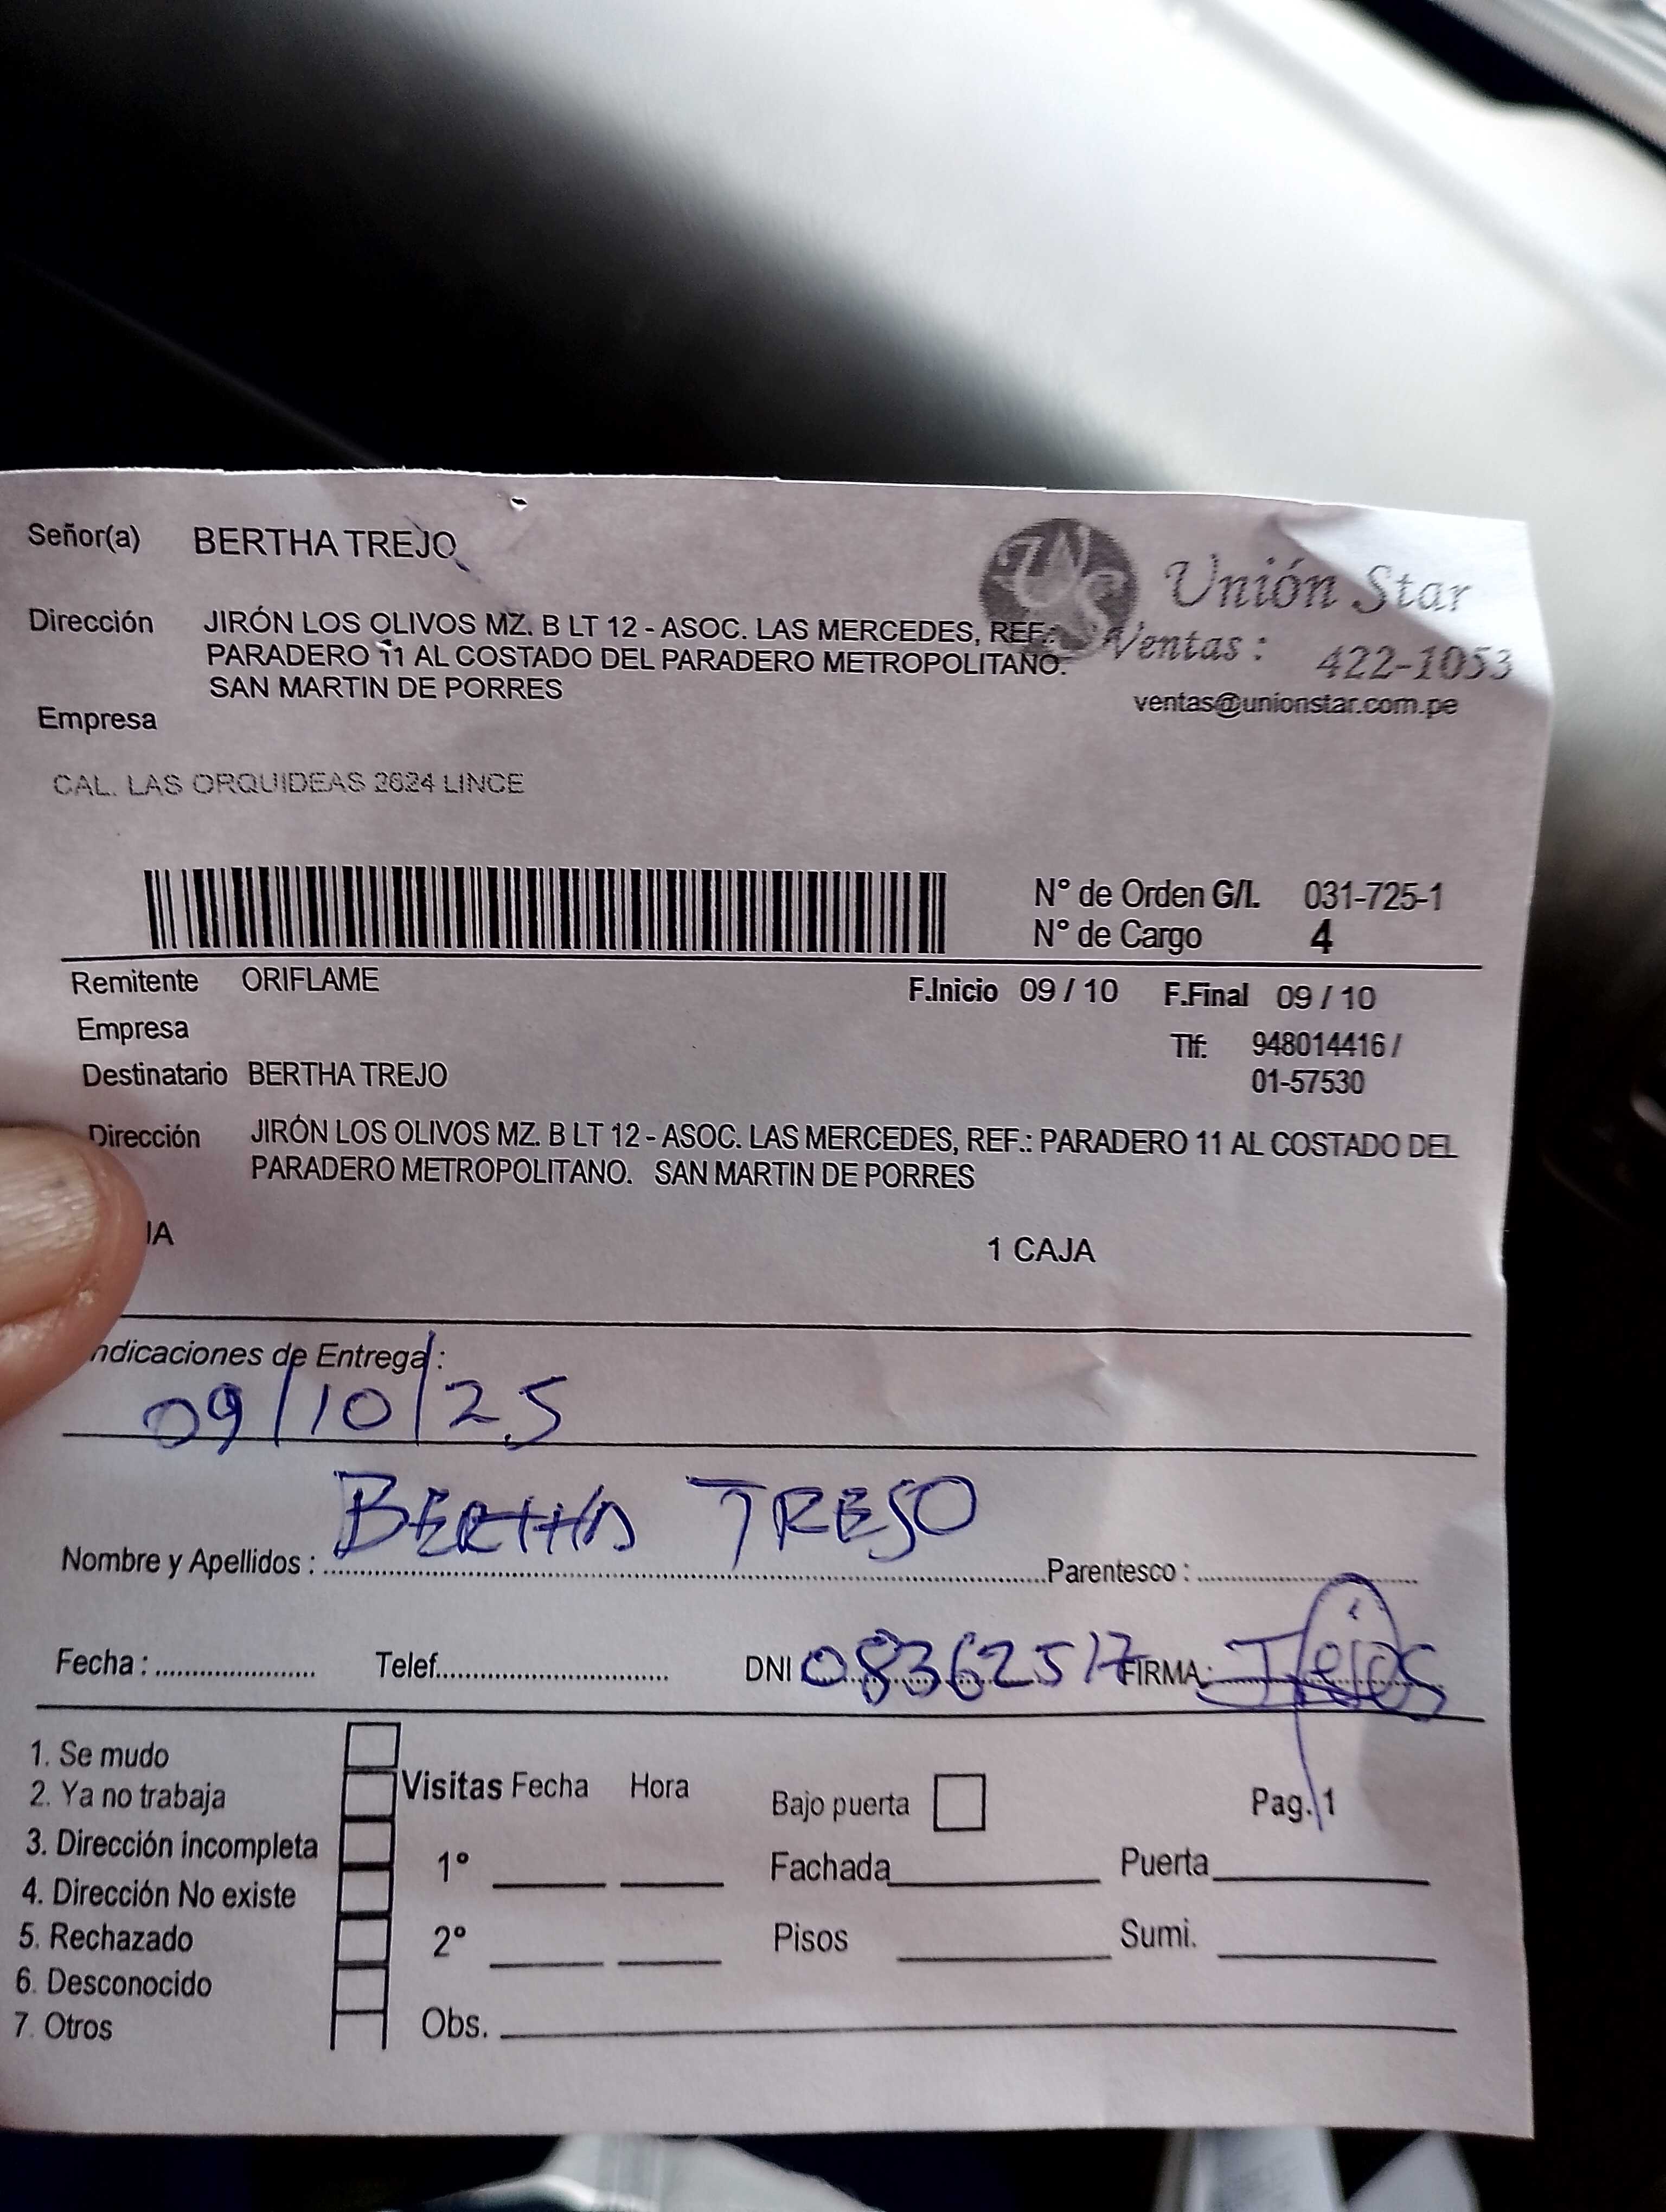 Señor(a) BERTHA TREJO
Unión Star
Dirección JIRÓN LOS OLIVOS MZ. B LT 12 - ASOC. LAS MERCEDES, REF.:
PARADERO 11 AL COSTADO DEL PARADERO METROPOLITANO.
SAN MARTIN DE PORRES
Ventas: 422-1053
ventas@unionstar.com.pe
Empresa
CAL. LAS ORQUIDEAS 2624 LINCE
N° de Orden G/I. 031-725-1
N° de Cargo 4
Remitente ORIFLAME F.Inicio 09 / 10 F.Final 09 / 10
Empresa
Tlf: 948014416 /
01-57530
Destinatario BERTHA TREJO
Dirección JIRÓN LOS OLIVOS MZ. B LT 12 - ASOC. LAS MERCEDES, REF.: PARADERO 11 AL COSTADO DEL
PARADERO METROPOLITANO. SAN MARTIN DE PORRES
1 CAJA
ndicaciones de Entrega :
09/10/25
BERTHA TREJO
Nombre y Apellidos : Parentesco :
Fecha : Telef. DNI 08362517 FIRMA:
1. Se mudo
2. Ya no trabaja
3. Dirección incompleta
4. Dirección No existe
5. Rechazado
6. Desconocido
7. Otros
Visitas Fecha Hora
1°
2°
Obs.
Bajo puerta Pag. 1
Fachada Puerta
Pisos Sumi.